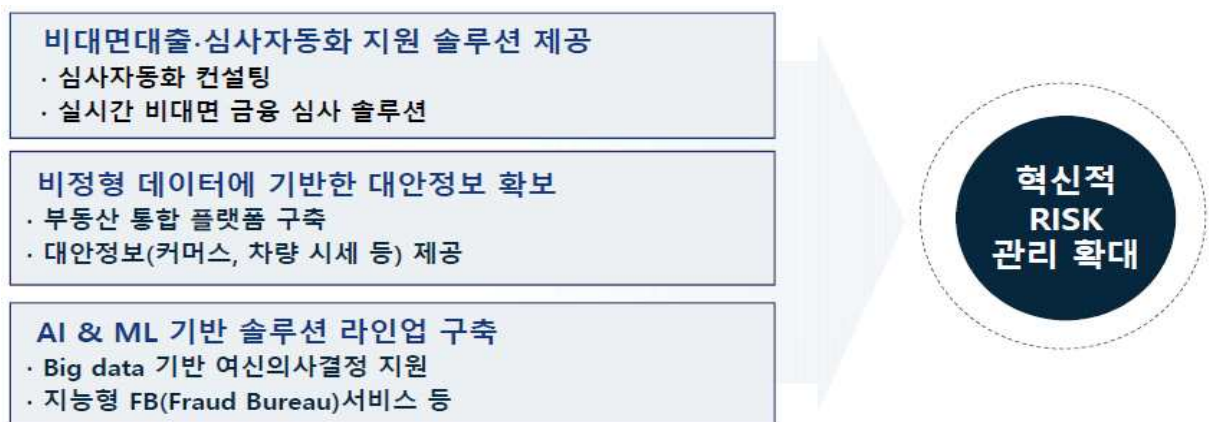 비대면대출·심사자동화 지원 솔루션 제공
· 심사자동화 컨설팅
· 실시간 비대면 금융 심사 솔루션
비정형 데이터에 기반한 대안정보 확보
· 부동산 통합 플랫폼 구축
· 대안정보(커머스, 차량 시세 등) 제공
AI & ML 기반 솔루션 라인업 구축
· Big data 기반 여신의사결정 지원
· 지능형 FB(Fraud Bureau)서비스 등
혁신적
RISK
관리 확대